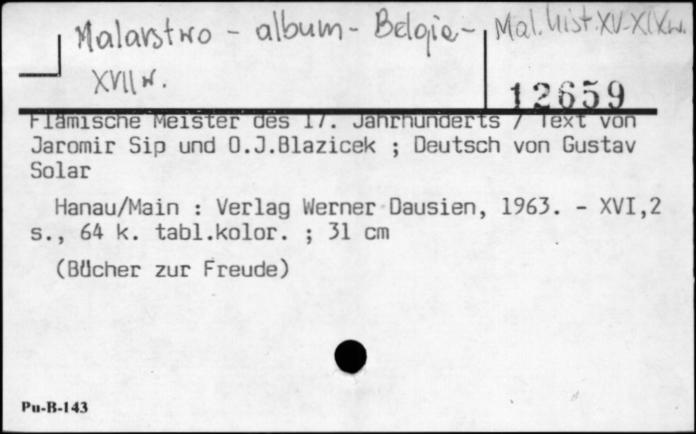 Malarstwo - album - Belgia - Mal. hist. XV-XIX w.
XVII w.
12659
Flämische Meister des 17. Jahrhunderts / Text von
Jaromir Sip und O.J.Blazicek ; Deutsch von Gustav
Solar
Hanau/Main : Verlag Werner Dausien, 1963. - XVI,2
s., 64 k. tabl.kolor. ; 31 cm
(Bücher zur Freude)
Pu-B-143